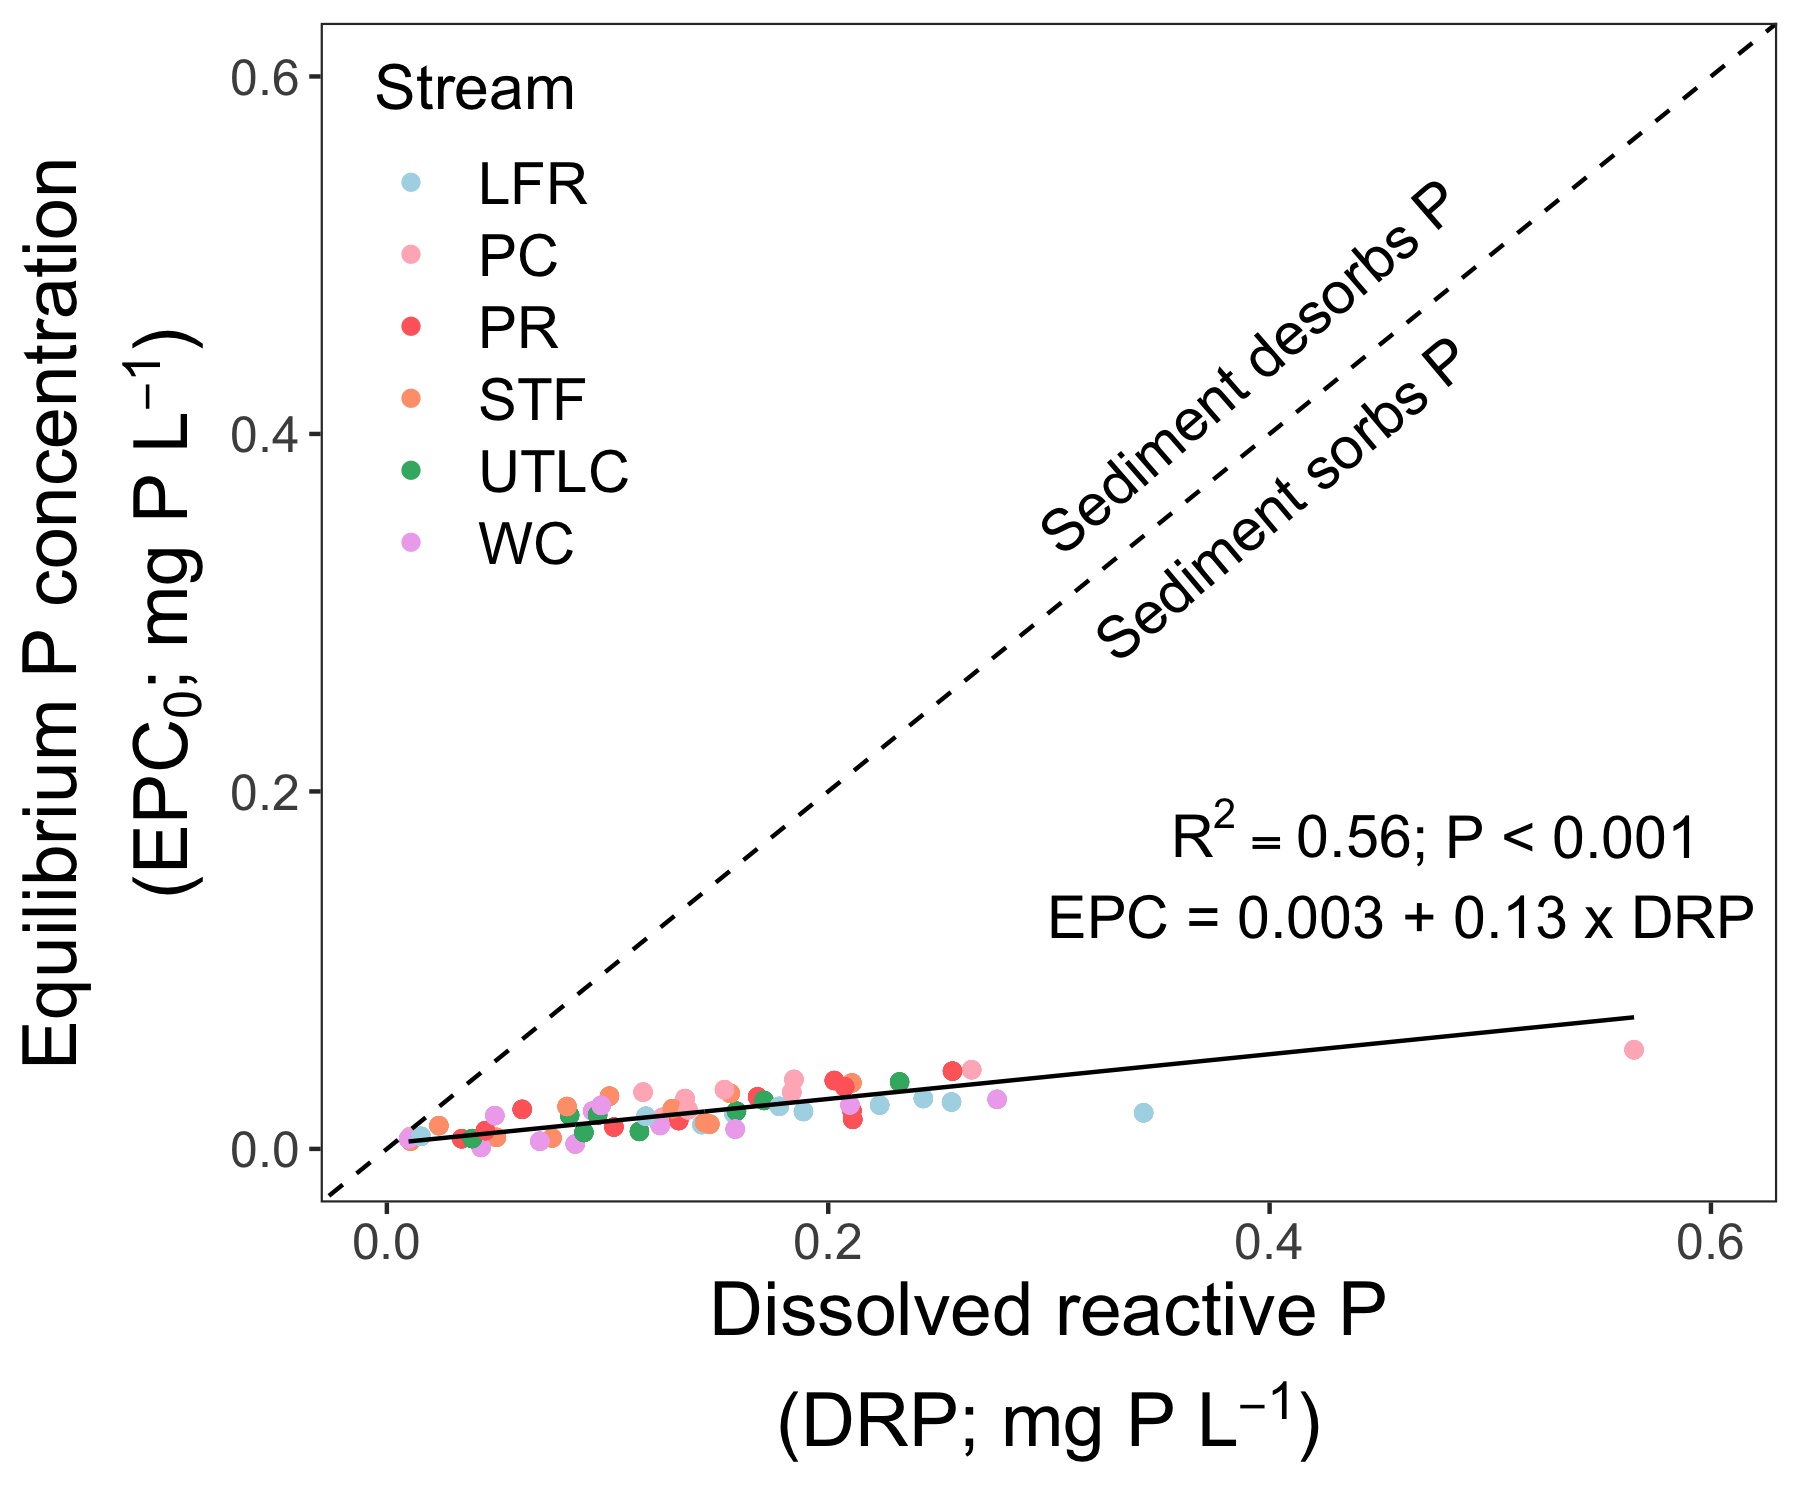 Equilibrium P concentration
(EPC₀; mg P L⁻¹)
0.6
0.4
0.2
0.0
Stream
LFR
PC
PR
STF
UTLC
WC
Sediment desorbs P
Sediment sorbs P
R² = 0.56; P < 0.001
EPC = 0.003 + 0.13 x DRP
0.0
0.2
0.4
0.6
Dissolved reactive P
(DRP; mg P L⁻¹)